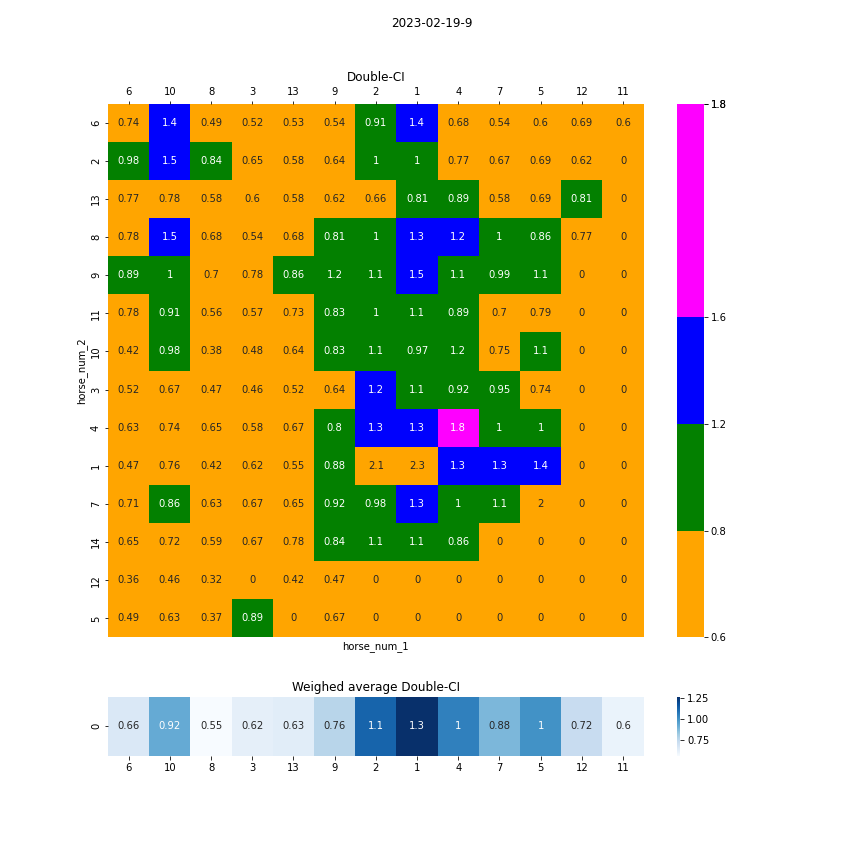 2023-02-19-9
Double-CI
6 10 8 3 13 9 2 1 4 7 5 12 11
6 0.74 1.4 0.49 0.52 0.53 0.54 0.91 1.4 0.68 0.54 0.6 0.69 0.6
2 0.98 1.5 0.84 0.65 0.58 0.64 1 1 0.77 0.67 0.69 0.62 0
13 0.77 0.78 0.58 0.6 0.58 0.62 0.66 0.81 0.89 0.58 0.69 0.81 0
8 0.78 1.5 0.68 0.54 0.68 0.81 1 1.3 1.2 1 0.86 0.77 0
9 0.89 1 0.7 0.78 0.86 1.2 1.1 1.5 1.1 0.99 1.1 0 0
11 0.78 0.91 0.56 0.57 0.73 0.83 1 1.1 0.89 0.7 0.79 0 0
10 0.42 0.98 0.38 0.48 0.64 0.83 1.1 0.97 1.2 0.75 1.1 0 0
3 0.52 0.67 0.47 0.46 0.52 0.64 1.2 1.1 0.92 0.95 0.74 0 0
4 0.63 0.74 0.65 0.58 0.67 0.8 1.3 1.3 1.8 1 1 0 0
1 0.47 0.76 0.42 0.62 0.55 0.88 2.1 2.3 1.3 1.3 1.4 0 0
7 0.71 0.86 0.63 0.67 0.65 0.92 0.98 1.3 1 1.1 2 0 0
14 0.65 0.72 0.59 0.67 0.78 0.84 1.1 1.1 0.86 0 0 0 0
12 0.36 0.46 0.32 0 0.42 0.47 0 0 0 0 0 0 0
5 0.49 0.63 0.37 0.89 0 0.67 0 0 0 0 0 0 0
horse_num_2
horse_num_1
1.8
1.6
1.2
0.8
0.6
Weighed average Double-CI
0 0.66 0.92 0.55 0.62 0.63 0.76 1.1 1.3 1 0.88 1 0.72 0.6
6 10 8 3 13 9 2 1 4 7 5 12 11
1.25
1.00
0.75